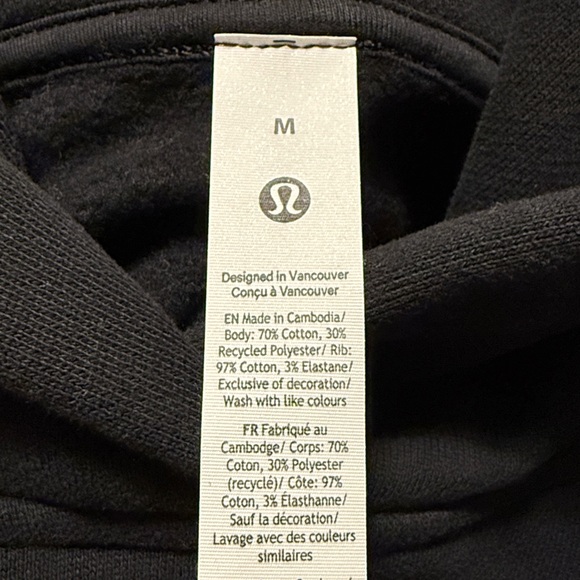 M
Designed in Vancouver
Conçu à Vancouver
EN Made in Cambodia/
Body: 70% Cotton, 30%
Recycled Polyester/ Rib:
97% Cotton, 3% Elastane/
Exclusive of decoration/
Wash with like colours
FR Fabriqué au
Cambodge/ Corps: 70%
Coton, 30% Polyester
(recyclé)/ Côte: 97%
Coton, 3% Élasthanne/
Sauf la décoration/
Lavage avec des couleurs
similaires